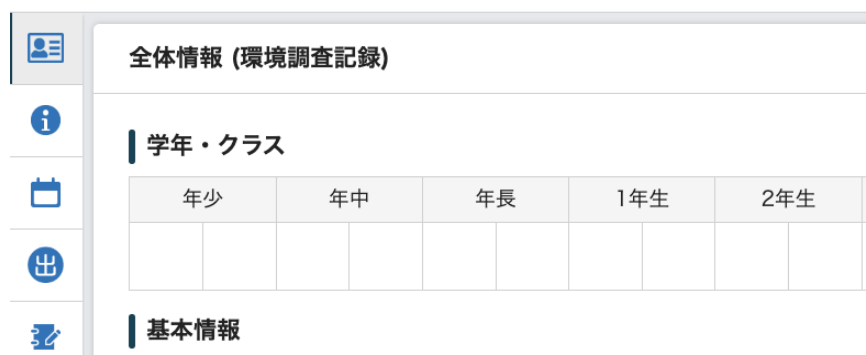 全体情報 (環境調査記録)
学年・クラス
年少 年中 年長 1年生 2年生
出
基本情報